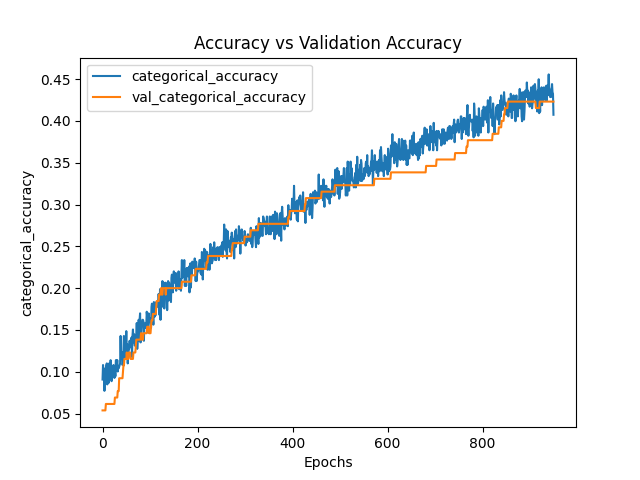 Accuracy vs Validation Accuracy
categorical_accuracy
val_categorical_accuracy
categorical_accuracy
0.45
0.40
0.35
0.30
0.25
0.20
0.15
0.10
0.05
0 200 400 600 800
Epochs